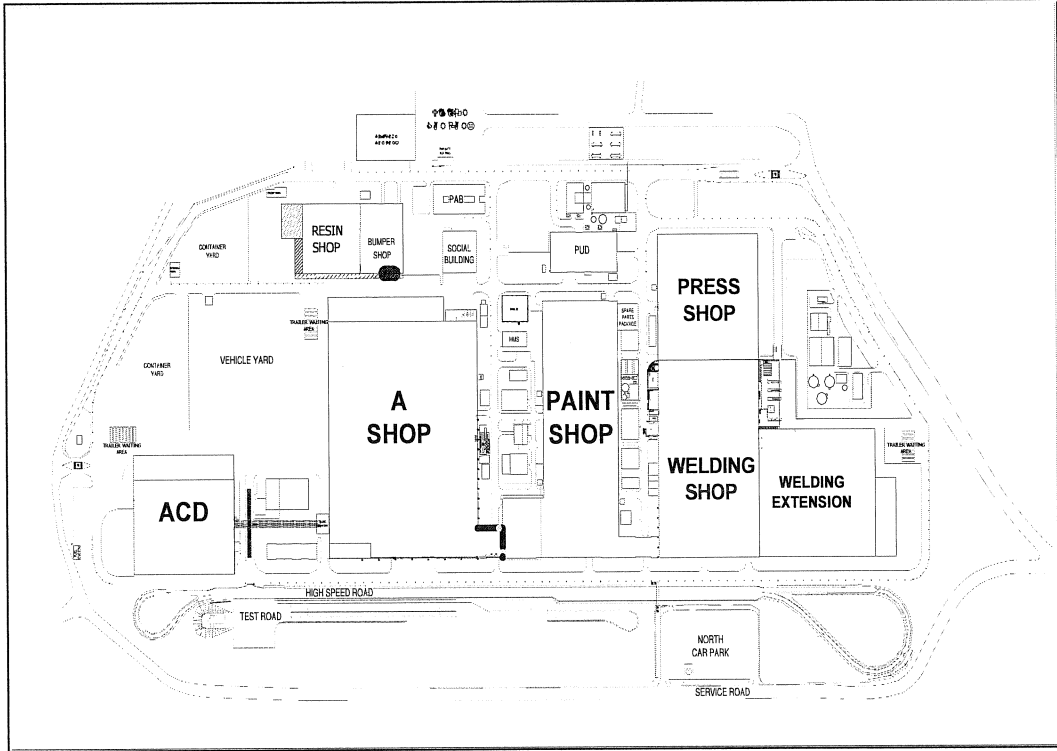 PAB
RESIN
SHOP
BUMPER
SHOP
SOCIAL
BUILDING
PUD
CONTAINER
YARD
PRESS
SHOP
TRAILER WAITING
AREA
SPARE
PARTS
PACKAGE
HUS
VEHICLE YARD
CONTAINER
YARD
A
SHOP
PAINT
SHOP
TRAILER WAITING
AREA
TRAILER WAITING
AREA
WELDING
SHOP
WELDING
EXTENSION
ACD
HIGH SPEED ROAD
TEST ROAD
NORTH
CAR PARK
SERVICE ROAD